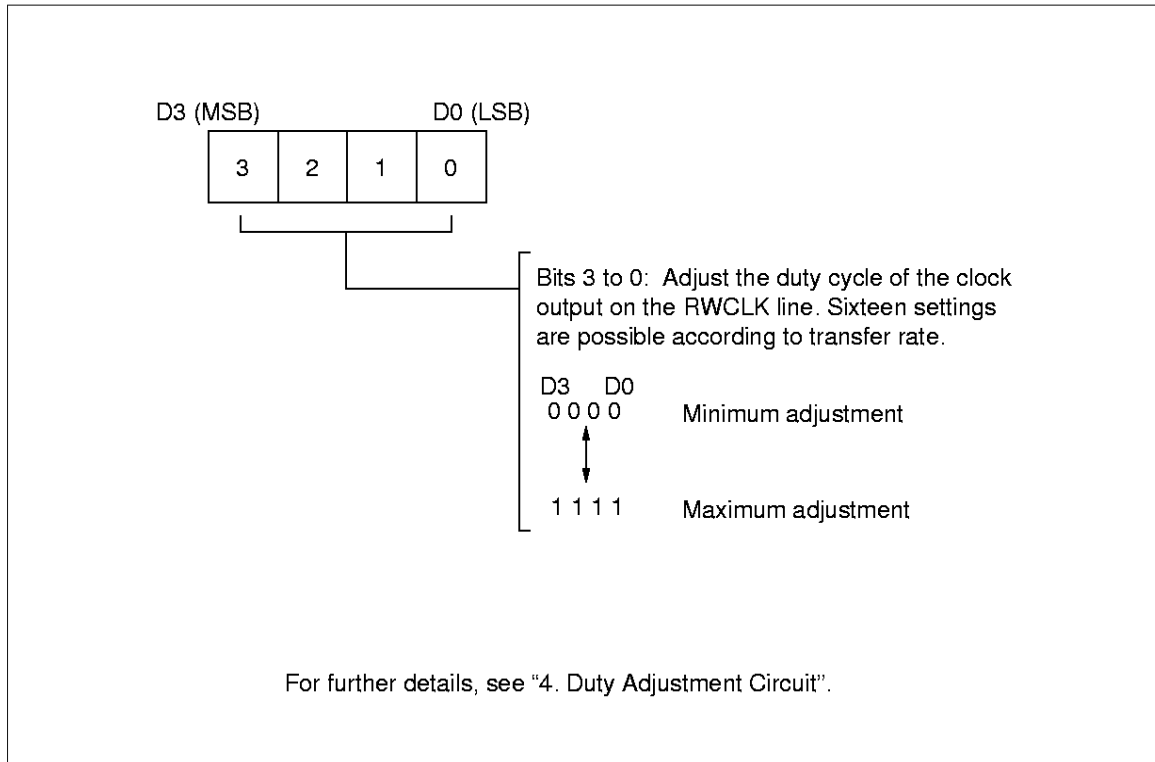 D3 (MSB) D0 (LSB)
3 2 1 0
Bits 3 to 0: Adjust the duty cycle of the clock
output on the RWCLK line. Sixteen settings
are possible according to transfer rate.
D3 D0
0 0 0 0 Minimum adjustment
1 1 1 1 Maximum adjustment
For further details, see “4. Duty Adjustment Circuit”.